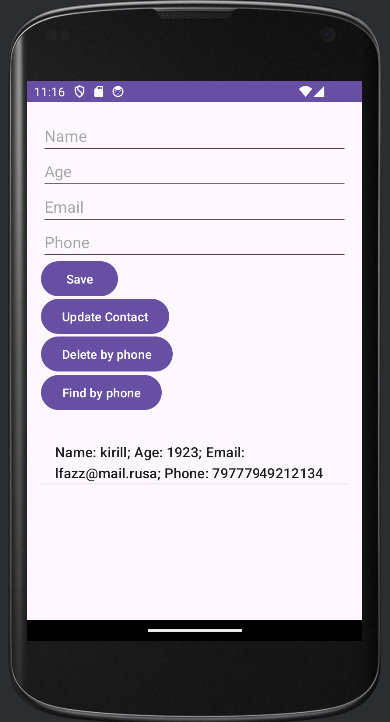 11:16
Name
Age
Email
Phone
Save
Update Contact
Delete by phone
Find by phone
Name: kirill; Age: 1923; Email:
lfazz@mail.rusa; Phone: 79777949212134